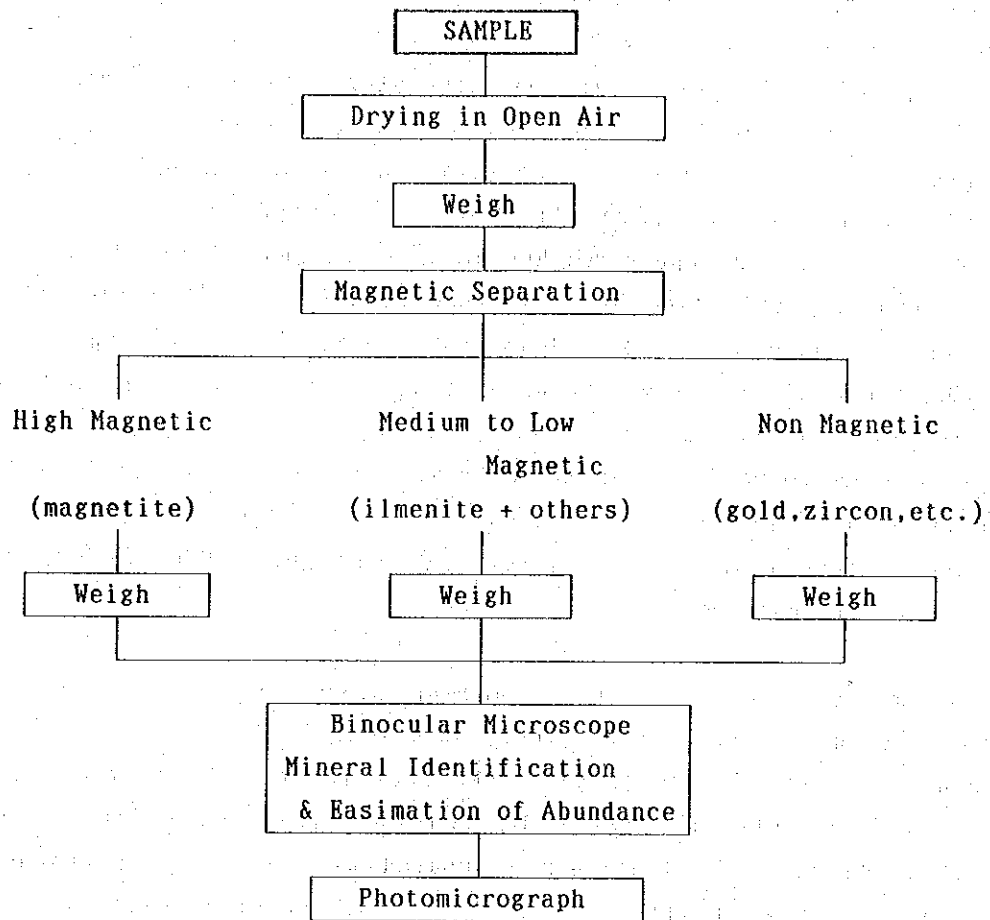 SAMPLE
Drying in Open Air
Weigh
Magnetic Separation
High Magnetic
Medium to Low
Magnetic
Non Magnetic
(magnetite)
(ilmenite + others)
(gold,zircon,etc.)
Weigh
Weigh
Weigh
Binocular Microscope
Mineral Identification
& Easimation of Abundance
Photomicrograph